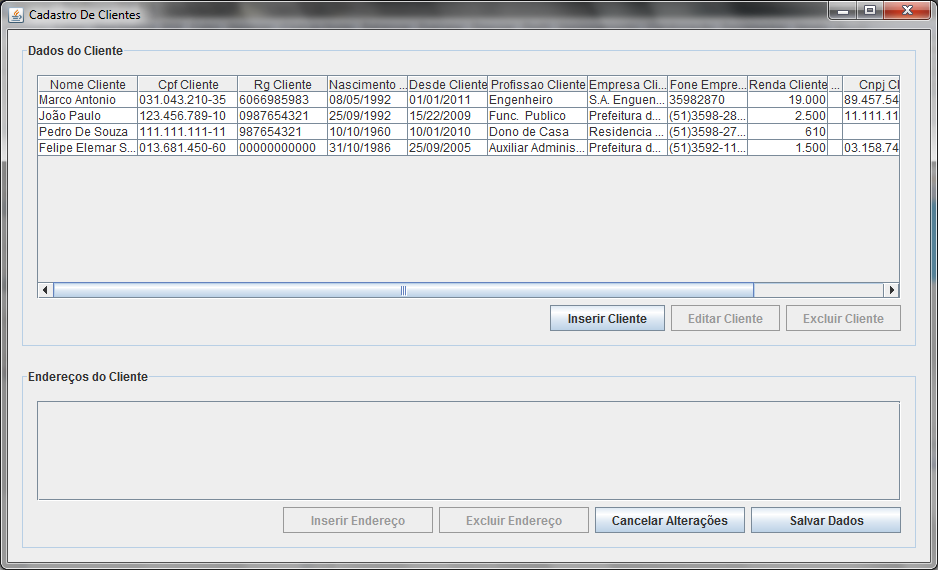 Cadastro De Clientes
Dados do Cliente
Nome Cliente Cpf Cliente Rg Cliente Nascimento ... Desde Cliente Profissao Cliente Empresa Cli... Fone Empre... Renda Cliente ... Cnpj Cl
Marco Antonio 031.043.210-35 6066985983 08/05/1992 01/01/2011 Engenheiro S.A. Enguen... 35982870 19.000 89.457.54
João Paulo 123.456.789-10 0987654321 25/09/1992 15/22/2009 Func. Publico Prefeitura d... (51)3598-28... 2.500 11.111.11
Pedro De Souza 111.111.111-11 987654321 10/10/1960 10/01/2010 Dono de Casa Residencia ... (51)3598-27... 610
Felipe Elemar S... 013.681.450-60 00000000000 31/10/1986 25/09/2005 Auxiliar Adminis... Prefeitura d... (51)3592-11... 1.500 03.158.74
Inserir Cliente Editar Cliente Excluir Cliente
Endereços do Cliente
Inserir Endereço Excluir Endereço Cancelar Alterações Salvar Dados